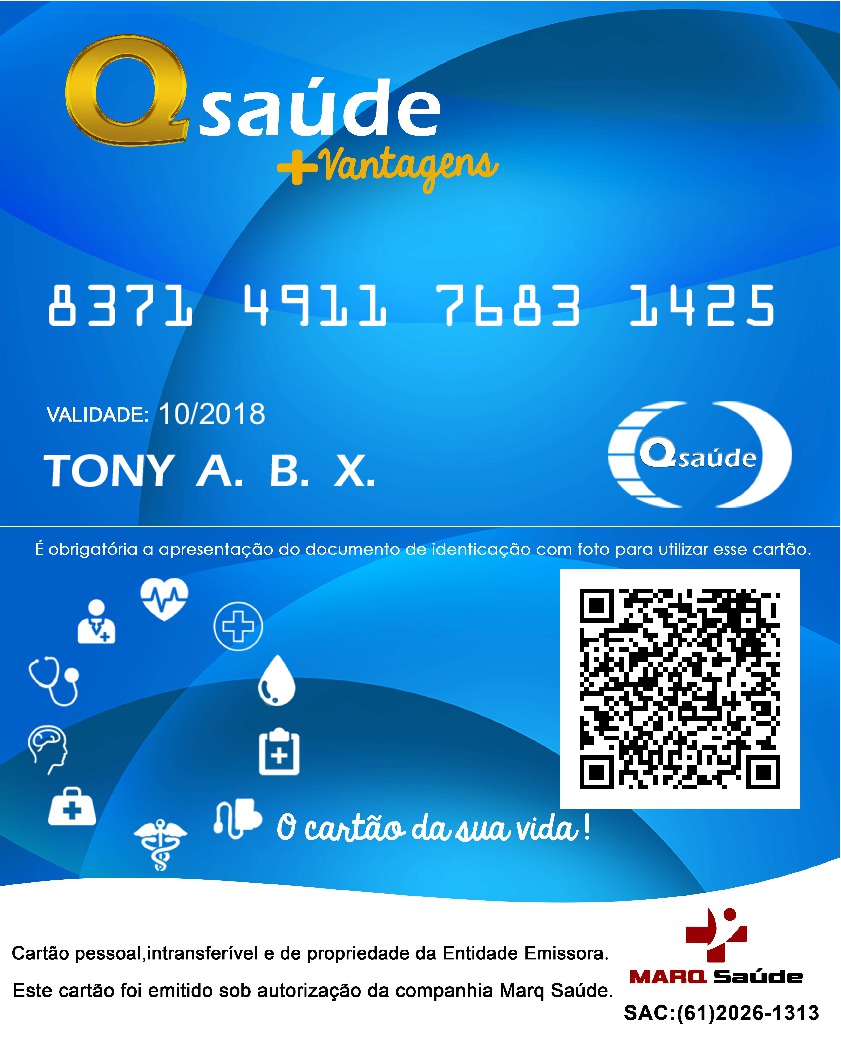 Qsaúde
+Vantagens
8371 4911 7683 1425
VALIDADE: 10/2018
TONY A. B. X.
Qsaúde
É obrigatória a apresentação do documento de identicação com foto para utilizar esse cartão.
O cartão da sua vida!
Cartão pessoal,intransferível e de propriedade da Entidade Emissora.
Este cartão foi emitido sob autorização da companhia Marq Saúde.
MARQ Saúde
SAC:(61)2026-1313